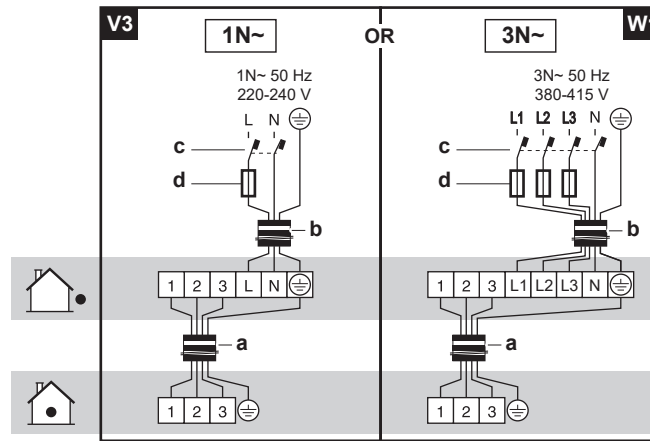 V3
1N~
OR
3N~
W1
1N~ 50 Hz
220-240 V
L N
c
d
b
1 2 3 L N
a
1 2 3
3N~ 50 Hz
380-415 V
L1 L2 L3 N
c
d
b
1 2 3 L1 L2 L3 N
a
1 2 3